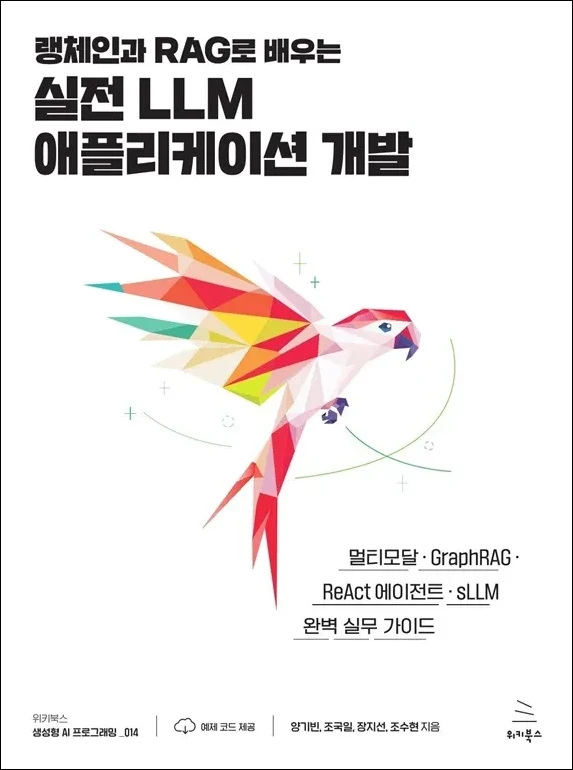 랭체인과 RAG로 배우는
실전 LLM
애플리케이션 개발
멀티모달 · GraphRAG ·
ReAct 에이전트 · sLLM
완벽 실무 가이드
위키북스
생성형 AI 프로그래밍 _014
예제 코드 제공
양기빈, 조국일, 장지선, 조수현 지음
위키북스